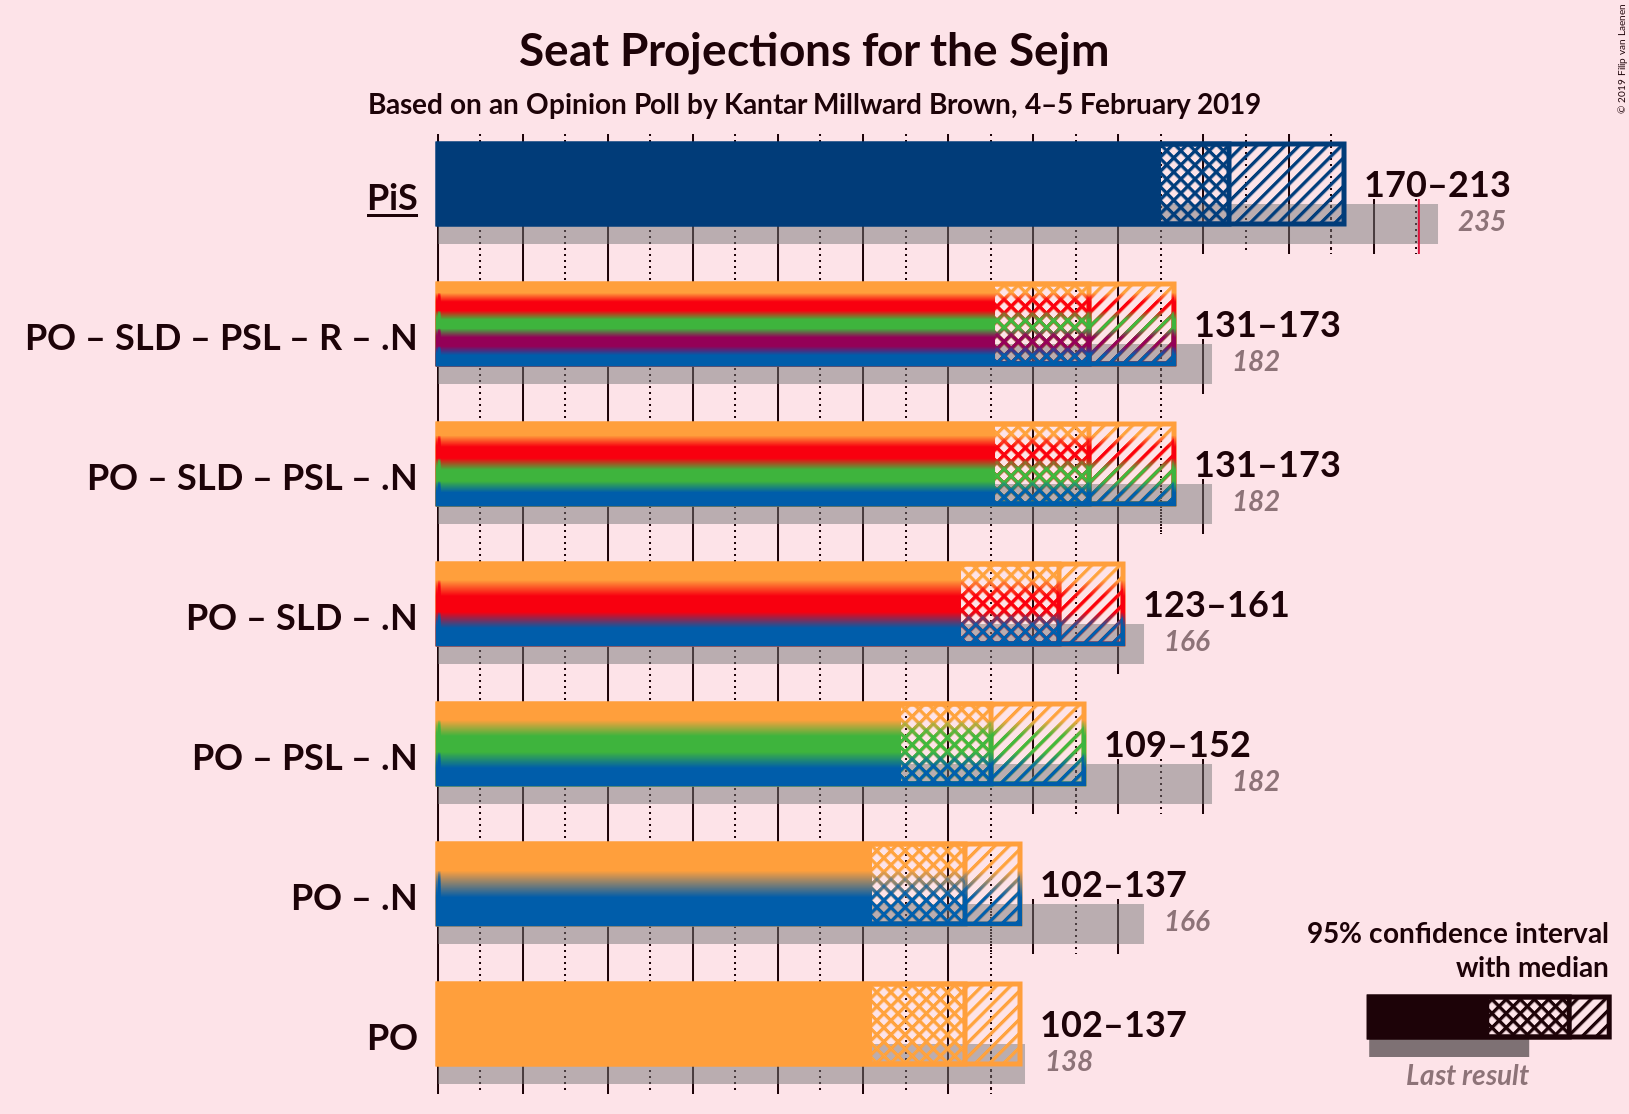 Seat Projections for the Sejm
Based on an Opinion Poll by Kantar Millward Brown, 4–5 February 2019
© 2019 Filip van Laenen
PiS
170–213
235
PO – SLD – PSL – R – .N
131–173
182
PO – SLD – PSL – .N
131–173
182
PO – SLD – .N
123–161
166
PO – PSL – .N
109–152
182
PO – .N
102–137
166
PO
102–137
138
95% confidence interval
with median
Last result